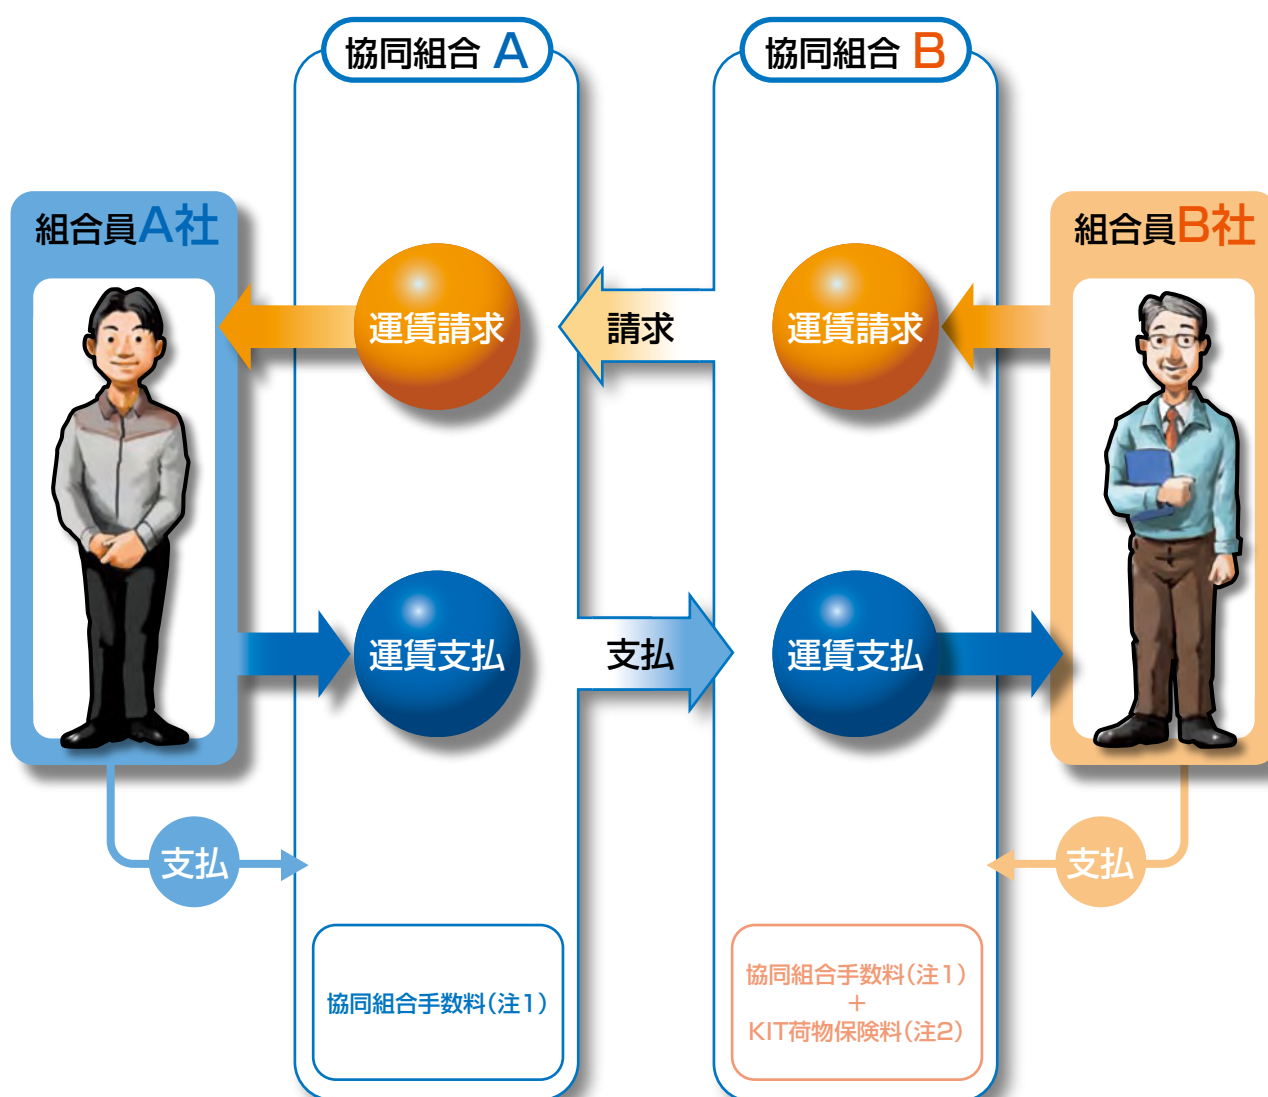 協同組合 A
協同組合 B
組合員A社
組合員B社
運賃請求
請求
運賃請求
運賃支払
支払
運賃支払
支払
支払
協同組合手数料(注1)
協同組合手数料(注1)
+
KIT荷物保険料(注2)